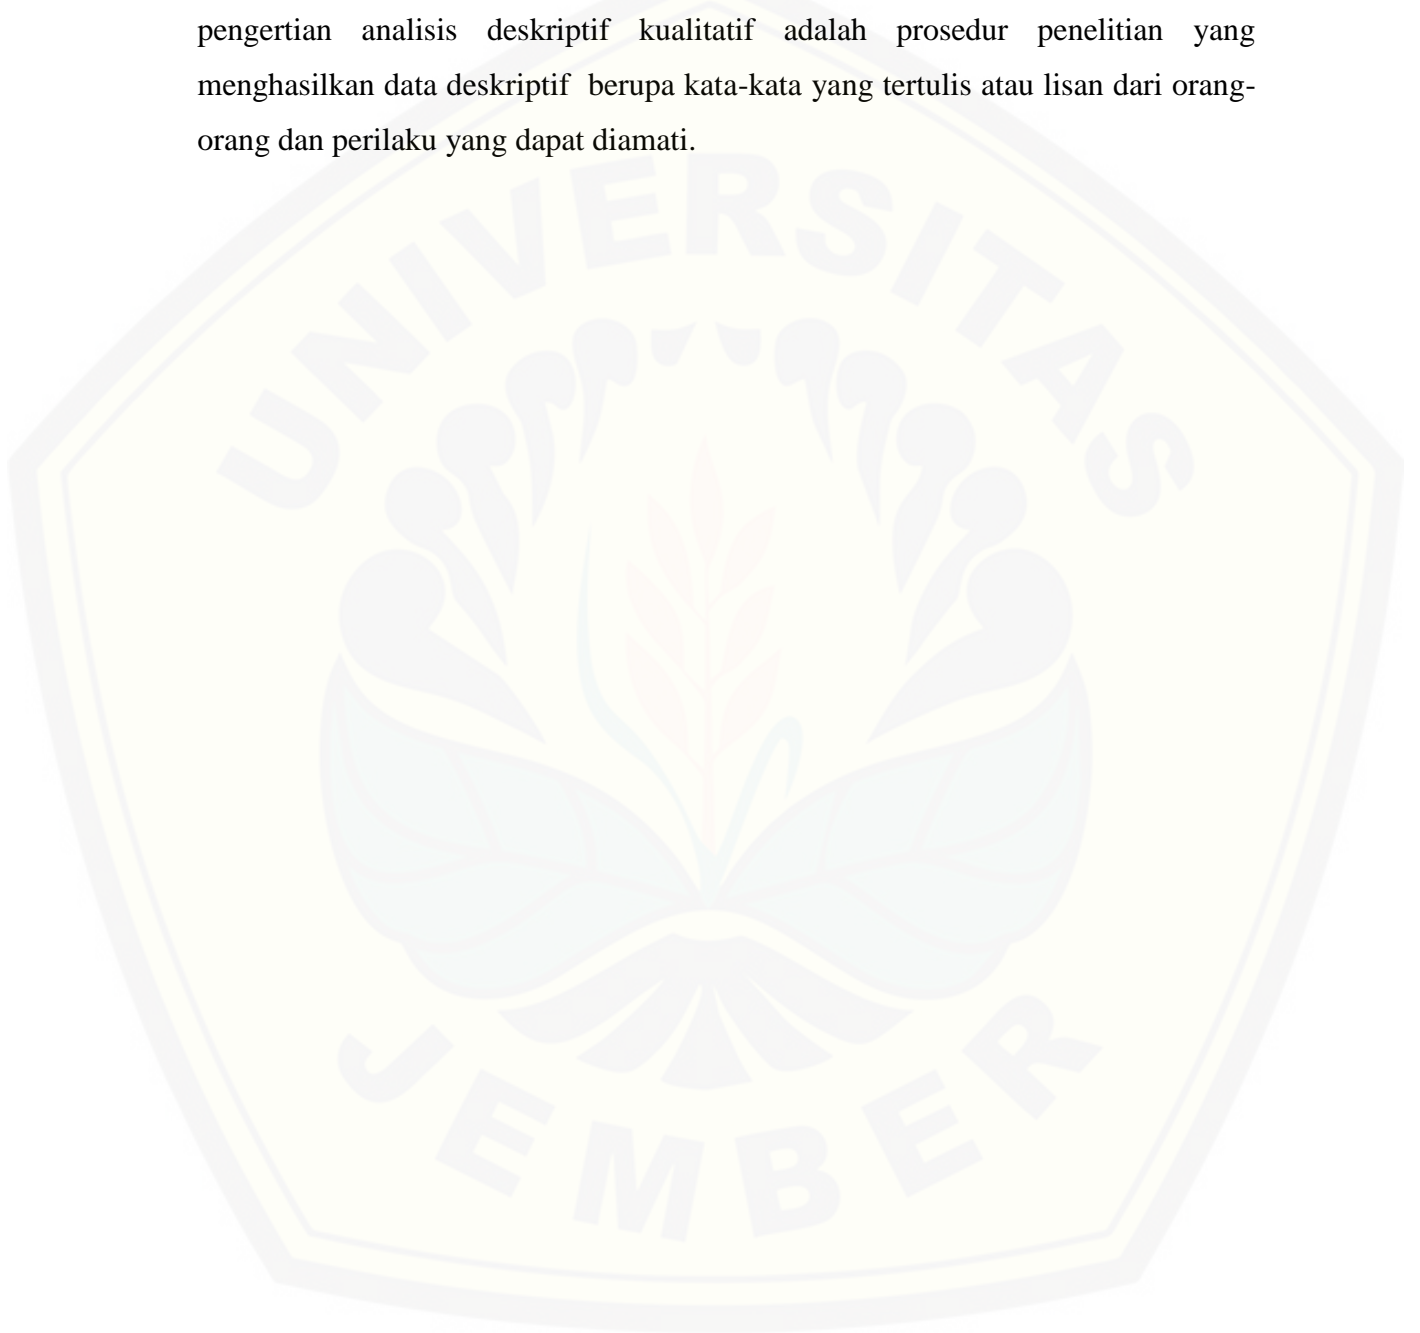 pengertian analisis deskriptif kualitatif adalah prosedur penelitian yang
menghasilkan data deskriptif  berupa kata-kata yang tertulis atau lisan dari orang-
orang dan perilaku yang dapat diamati.
UNIVERSITAS
JEMBER